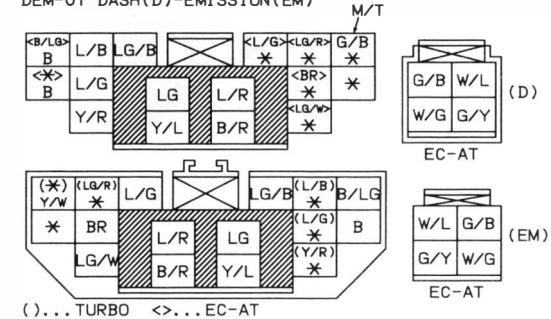 DEM-01 DASH(D)-EMISSION(EM)
M/T
<B/LG> B L/B LG/B <L/G> * <LG/R> * G/B *
<*> B L/G LG L/R <BR> * *
Y/R Y/L B/R <LG/W> *
G/B W/L
W/G G/Y
(D)
EC-AT
(*) Y/W (LG/R) * L/G LG/B (L/B) * B/LG
* BR L/R LG (L/G) * B
LG/W B/R Y/L (Y/R) *
W/L G/B
G/Y W/G
(EM)
EC-AT
()...TURBO <>...EC-AT